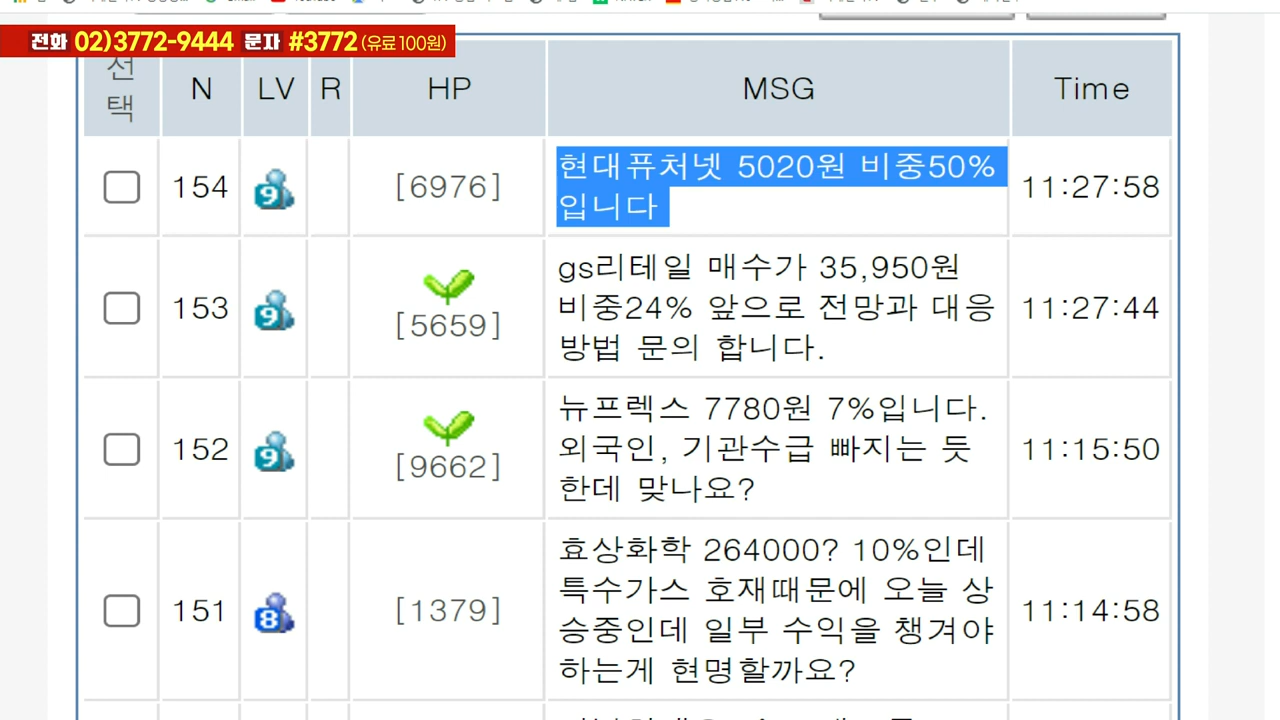 전화 02)3772-9444 문자 #3772 (유료100원)
선택 N LV R HP MSG Time
154 9 [6976] 현대퓨처넷 5020원 비중50%
입니다 11:27:58
153 9 [5659] gs리테일 매수가 35,950원
비중24% 앞으로 전망과 대응
방법 문의 합니다. 11:27:44
152 9 [9662] 뉴프렉스 7780원 7%입니다.
외국인, 기관수급 빠지는 듯
한데 맞나요? 11:15:50
151 8 [1379] 효상화학 264000? 10%인데
특수가스 호재때문에 오늘 상
승중인데 일부 수익을 챙겨야
하는게 현명할까요? 11:14:58